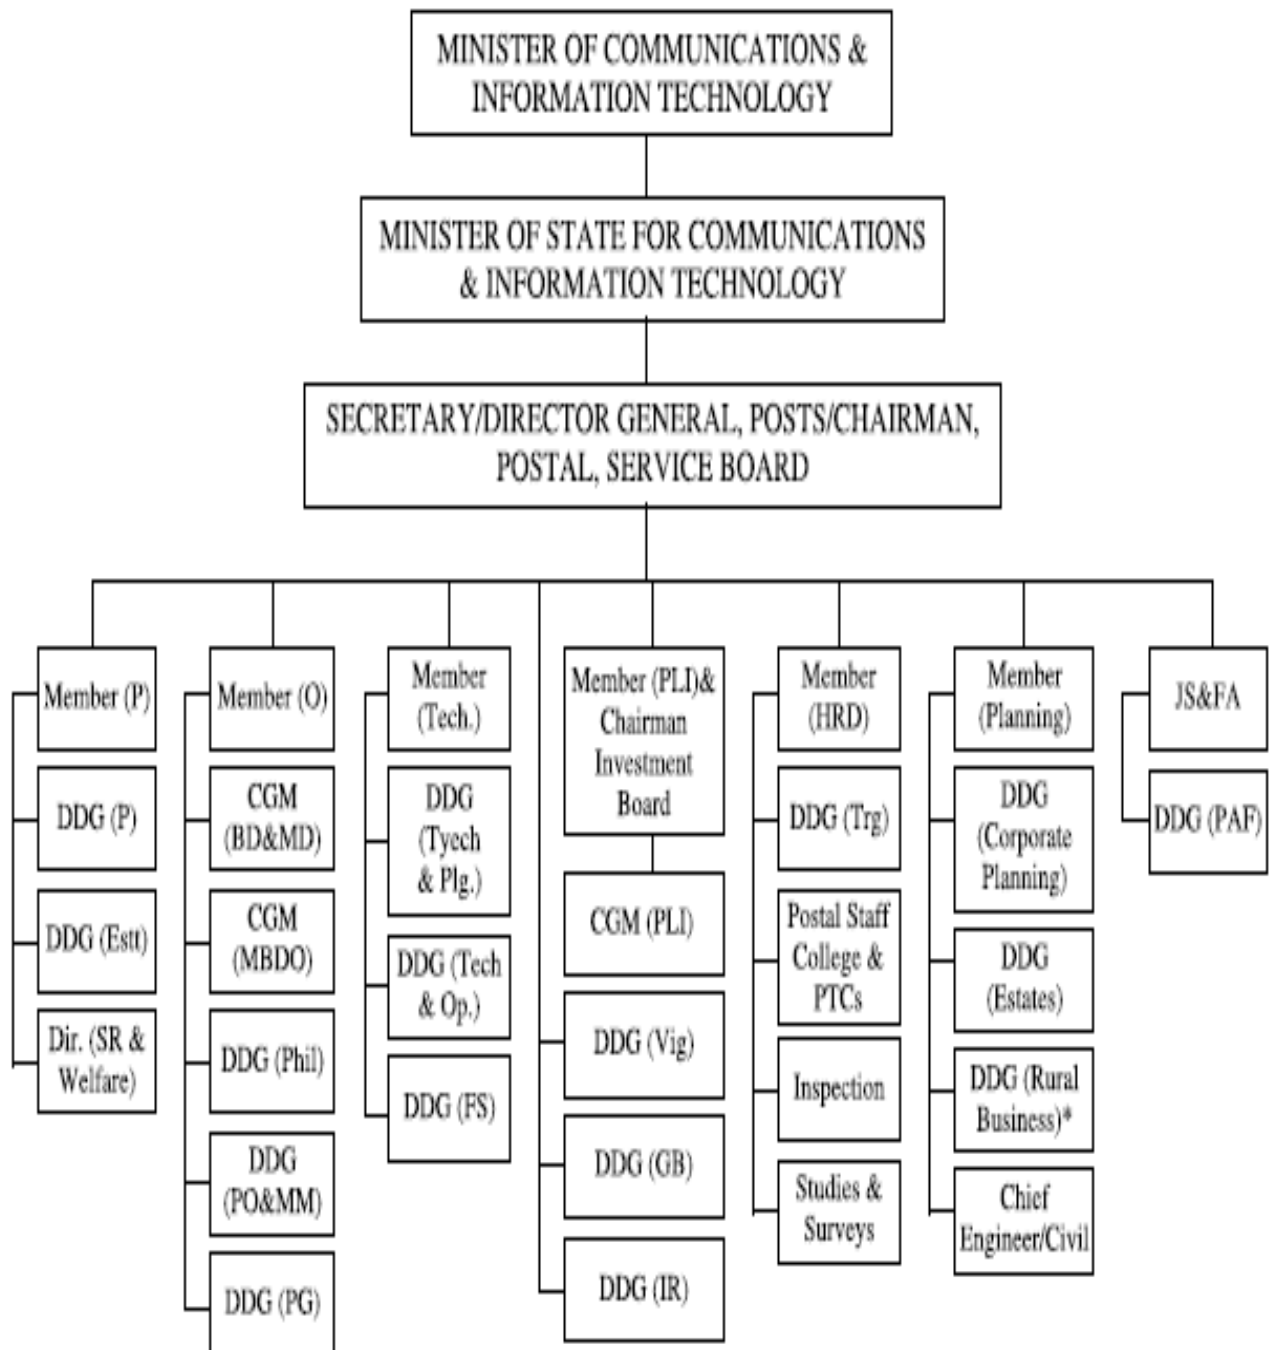 MINISTER OF COMMUNICATIONS &
INFORMATION TECHNOLOGY
MINISTER OF STATE FOR COMMUNICATIONS
& INFORMATION TECHNOLOGY
SECRETARY/DIRECTOR GENERAL, POSTS/CHAIRMAN,
POSTAL, SERVICE BOARD
Member (P)
DDG (P)
DDG (Estt)
Dir. (SR &
Welfare)
Member (O)
CGM
(BD&MD)
CGM
(MBDO)
DDG (Phil)
DDG
(PO&MM)
DDG (PG)
Member
(Tech.)
DDG
(Tyech
& Plg.)
DDG (Tech
& Op.)
DDG (FS)
Member (PLI)&
Chairman
Investment
Board
CGM (PLI)
DDG (Vig)
DDG (GB)
DDG (IR)
Member
(HRD)
DDG (Trg)
Postal Staff
College &
PTCs
Inspection
Studies &
Surveys
Member
(Planning)
DDG
(Corporate
Planning)
DDG
(Estates)
DDG (Rural
Business)*
Chief
Engineer/Civil
JS&FA
DDG (PAF)